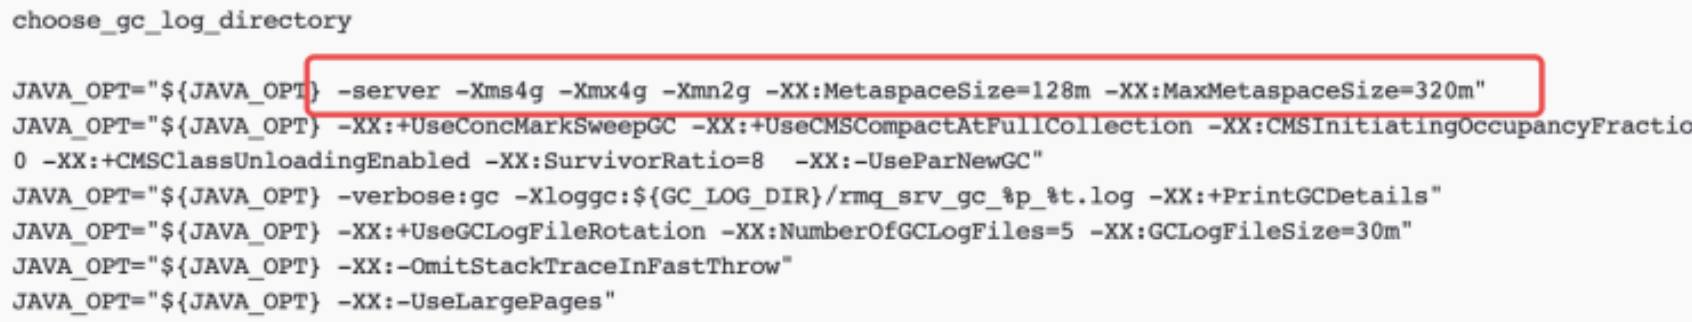 choose_gc_log_directory
JAVA_OPT="${JAVA_OPT} -server -Xms4g -Xmx4g -Xmn2g -XX:MetaspaceSize=128m -XX:MaxMetaspaceSize=320m"
JAVA_OPT="${JAVA_OPT} -XX:+UseConcMarkSweepGC -XX:+UseCMSCompactAtFullCollection -XX:CMSInitiatingOccupancyFractio
0 -XX:+CMSClassUnloadingEnabled -XX:SurvivorRatio=8  -XX:-UseParNewGC"
JAVA_OPT="${JAVA_OPT} -verbose:gc -Xloggc:${GC_LOG_DIR}/rmq_srv_gc_%p_%t.log -XX:+PrintGCDetails"
JAVA_OPT="${JAVA_OPT} -XX:+UseGCLogFileRotation -XX:NumberOfGCLogFiles=5 -XX:GCLogFileSize=30m"
JAVA_OPT="${JAVA_OPT} -XX:-OmitStackTraceInFastThrow"
JAVA_OPT="${JAVA_OPT} -XX:-UseLargePages"